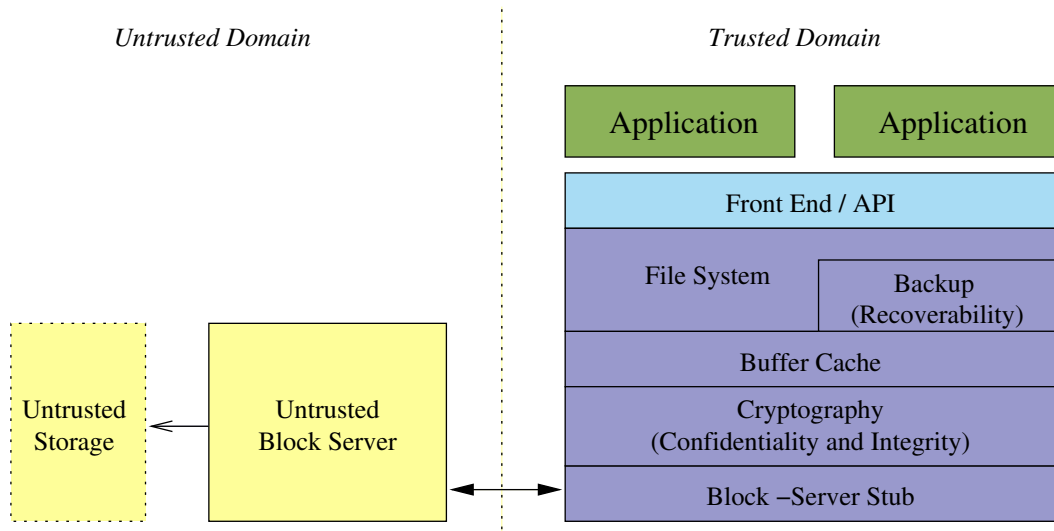 Untrusted Domain
Trusted Domain
Application
Application
Front End / API
File System
Backup
(Recoverability)
Buffer Cache
Untrusted
Storage
Untrusted
Block Server
Cryptography
(Confidentiality and Integrity)
Block −Server Stub